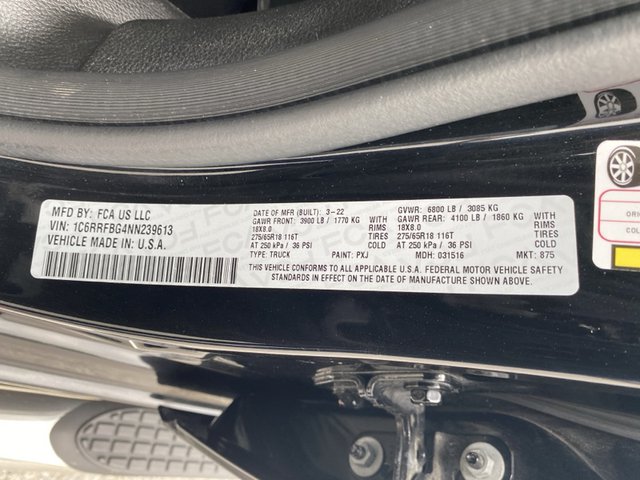 MFD BY: FCA US LLC
VIN: 1C6RRFBG4NN239613
VEHICLE MADE IN U.S.A.
DATE OF MFR (BUILT): 3-22 GVWR: 6800 LB / 3085 KG
GAWR FRONT: 3900 LB / 1770 KG GAWR REAR: 4100 LB / 1860 KG
18X8.0 RIMS 18X8.0 RIMS
275/65R18 116T TIRES 275/65R18 116T TIRES
AT 250 kPa / 36 PSI COLD AT 250 kPa / 36 PSI COLD
TYPE: TRUCK PAINT: PXJ MDH: 031516 MKT: 875
THIS VEHICLE CONFORMS TO ALL APPLICABLE U.S.A. FEDERAL MOTOR VEHICLE SAFETY
STANDARDS IN EFFECT ON THE DATE OF MANUFACTURE SHOWN ABOVE.